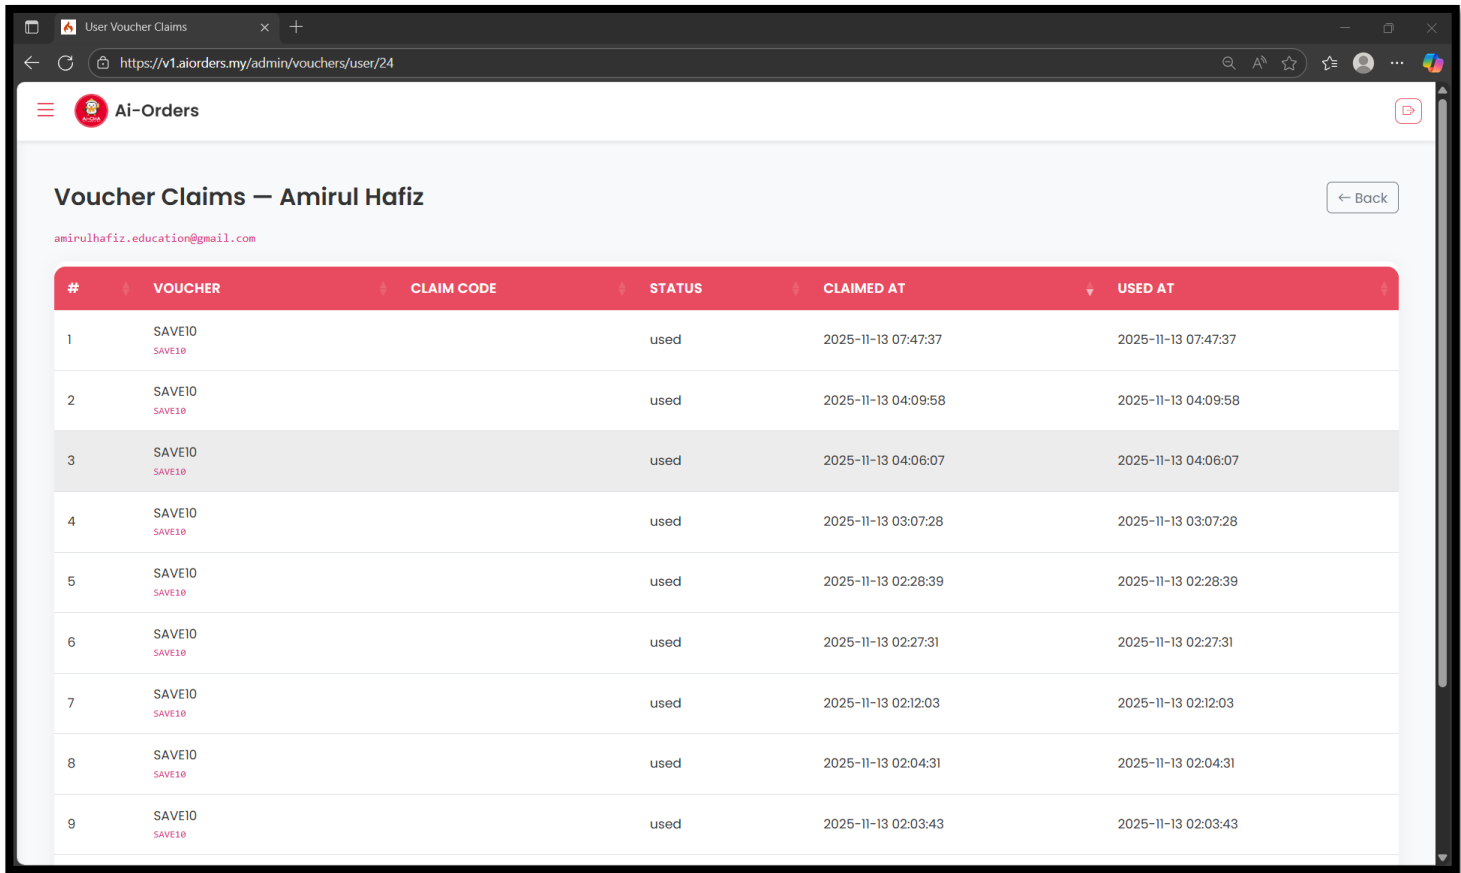 User Voucher Claims
https://v1.aiorders.my/admin/vouchers/user/24
Ai-CHA
Ai-Orders
Voucher Claims — Amirul Hafiz
← Back
amirulhafiz.education@gmail.com
# VOUCHER CLAIM CODE STATUS CLAIMED AT USED AT
1 SAVE10 used 2025-11-13 07:47:37 2025-11-13 07:47:37
SAVE10
2 SAVE10 used 2025-11-13 04:09:58 2025-11-13 04:09:58
SAVE10
3 SAVE10 used 2025-11-13 04:06:07 2025-11-13 04:06:07
SAVE10
4 SAVE10 used 2025-11-13 03:07:28 2025-11-13 03:07:28
SAVE10
5 SAVE10 used 2025-11-13 02:28:39 2025-11-13 02:28:39
SAVE10
6 SAVE10 used 2025-11-13 02:27:31 2025-11-13 02:27:31
SAVE10
7 SAVE10 used 2025-11-13 02:12:03 2025-11-13 02:12:03
SAVE10
8 SAVE10 used 2025-11-13 02:04:31 2025-11-13 02:04:31
SAVE10
9 SAVE10 used 2025-11-13 02:03:43 2025-11-13 02:03:43
SAVE10